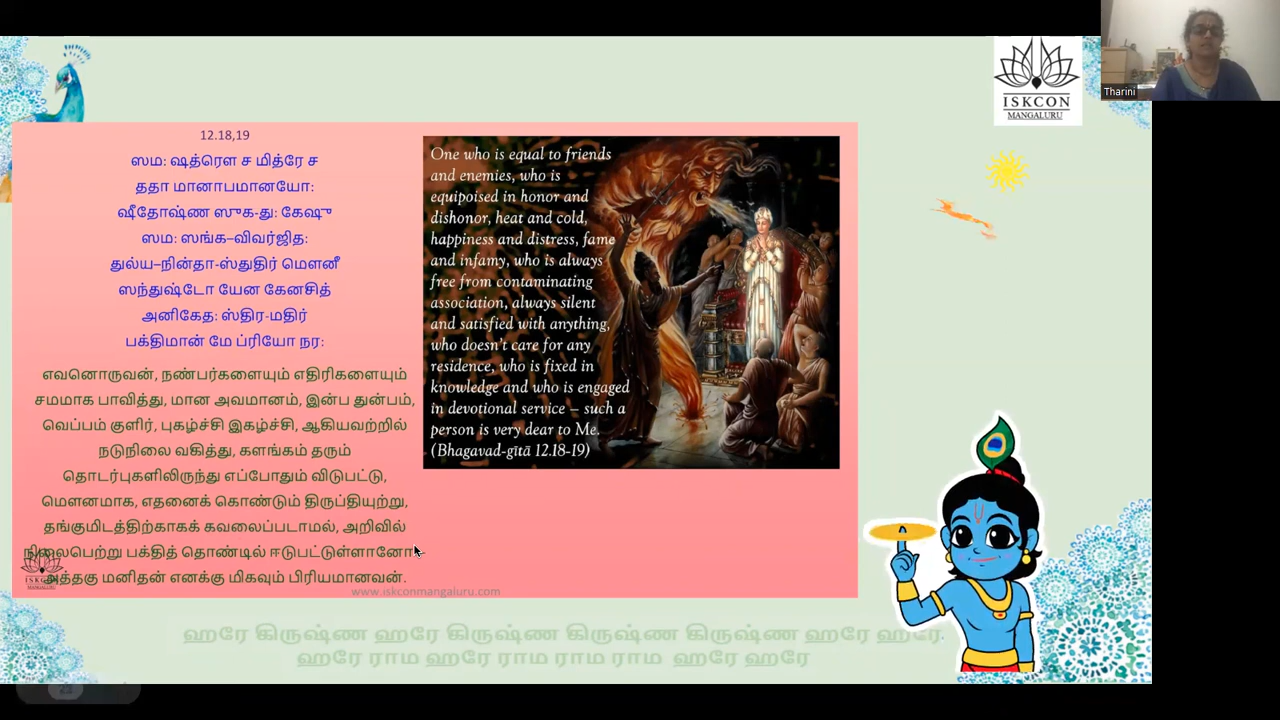 Tharini
ISKCON
MANGALURU
12.18,19
ஸம: ஷத்ரௌ ச மித்ரே ச
ததா மானாபமானயோ:
ஷீதோஷ்ண ஸுக-து: கேஷு
ஸம: ஸங்க–விவர்ஜித:
துல்ய–நின்தா-ஸ்துதிர் மௌனீ
ஸந்துஷ்டோ யேன கேனசித்
அனிகேத: ஸ்திர-மதிர்
பக்திமான் மே ப்ரியோ நர:
எவனொருவன், நண்பர்களையும் எதிரிகளையும்
சமமாக பாவித்து, மான அவமானம், இன்ப துன்பம்,
வெப்பம் குளிர், புகழ்ச்சி இகழ்ச்சி, ஆகியவற்றில்
நடுநிலை வகித்து, களங்கம் தரும்
தொடர்புகளிலிருந்து எப்போதும் விடுபட்டு,
மௌனமாக, எதனைக் கொண்டும் திருப்தியுற்று,
தங்குமிடத்திற்காகக் கவலைப்படாமல், அறிவில்
நிலைபெற்று பக்தித் தொண்டில் ஈடுபட்டுள்ளானோ
அத்தகு மனிதன் எனக்கு மிகவும் பிரியமானவன்.
One who is equal to friends
and enemies, who is
equipoised in honor and
dishonor, heat and cold,
happiness and distress, fame
and infamy, who is always
free from contaminating
association, always silent
and satisfied with anything,
who doesn't care for any
residence, who is fixed in
knowledge and who is engaged
in devotional service – such a
person is very dear to Me.
(Bhagavad-gītā 12.18-19)
www.iskconmangaluru.com
ஹரே கிருஷ்ண ஹரே கிருஷ்ண கிருஷ்ண கிருஷ்ண ஹரே ஹரே
ஹரே ராம ஹரே ராம ராம ராம ஹரே ஹரே